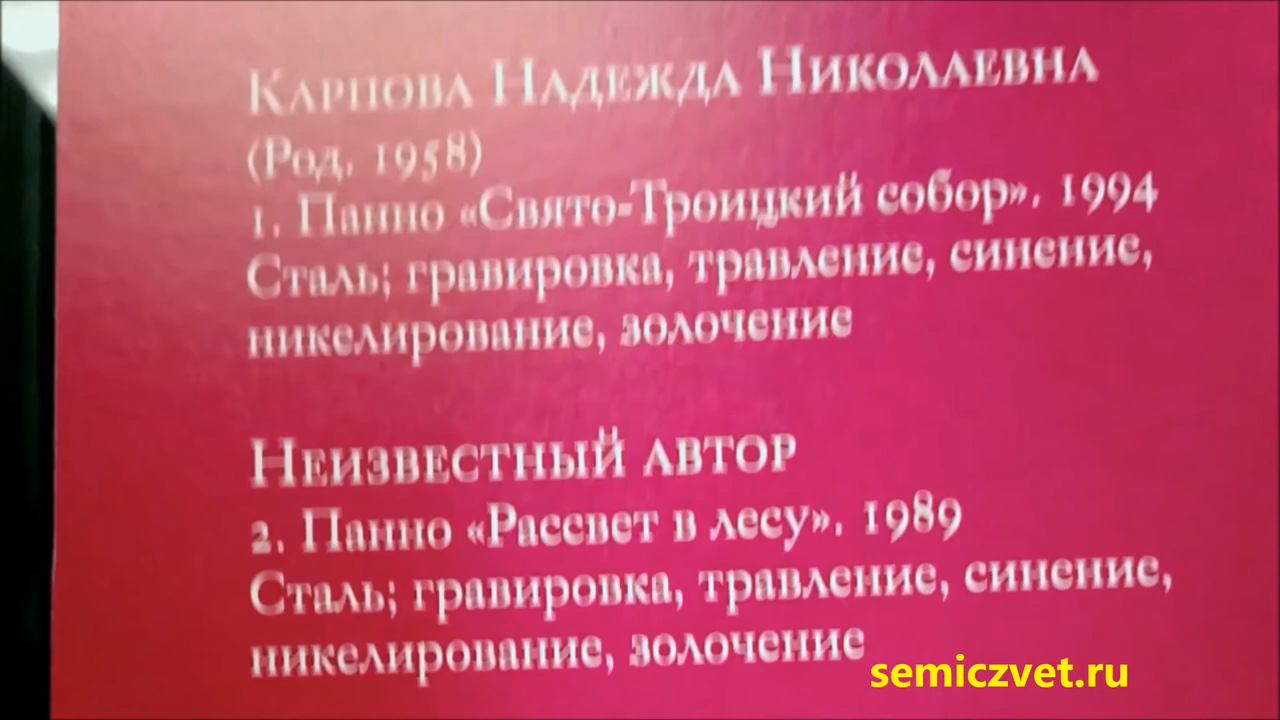 Карпова Надежда Николаевна
(Род. 1958)
1. Панно «Свято-Троицкий собор». 1994
Сталь; гравировка, травление, синение,
никелирование, золочение
Неизвестный автор
2. Панно «Рассвет в лесу». 1989
Сталь; гравировка, травление, синение,
никелирование, золочение
semiczvet.ru